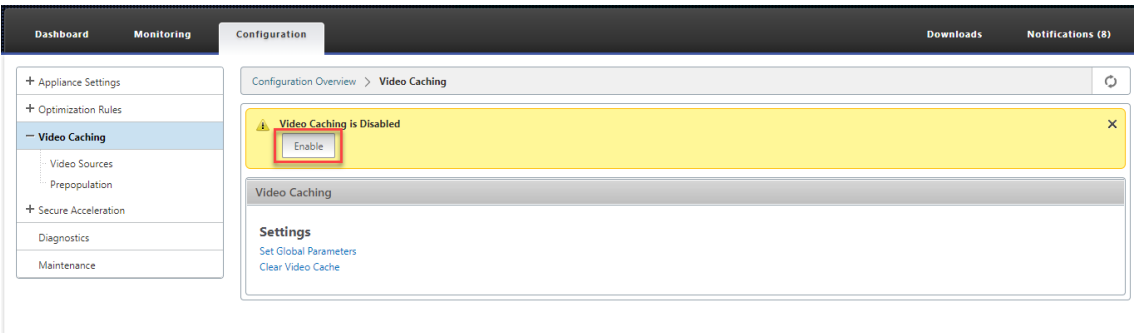 Dashboard Monitoring Configuration Downloads Notifications (8)
+ Appliance Settings
+ Optimization Rules
− Video Caching
Video Sources
Prepopulation
+ Secure Acceleration
Diagnostics
Maintenance
Configuration Overview > Video Caching
Video Caching is Disabled
Enable
Video Caching
Settings
Set Global Parameters
Clear Video Cache